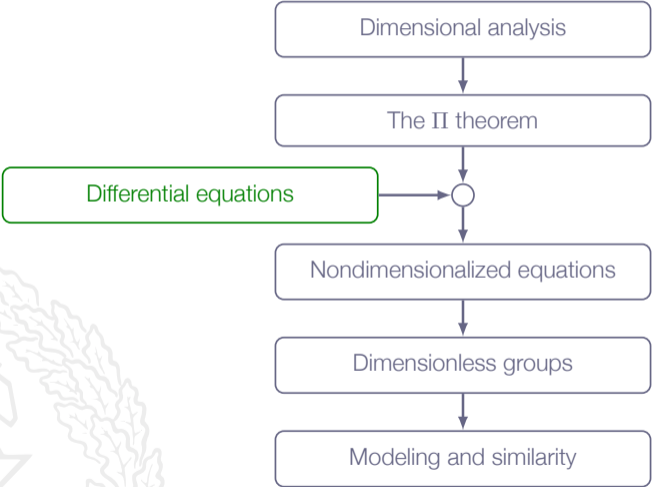 Dimensional analysis
The Π theorem
Differential equations
Nondimensionalized equations
Dimensionless groups
Modeling and similarity